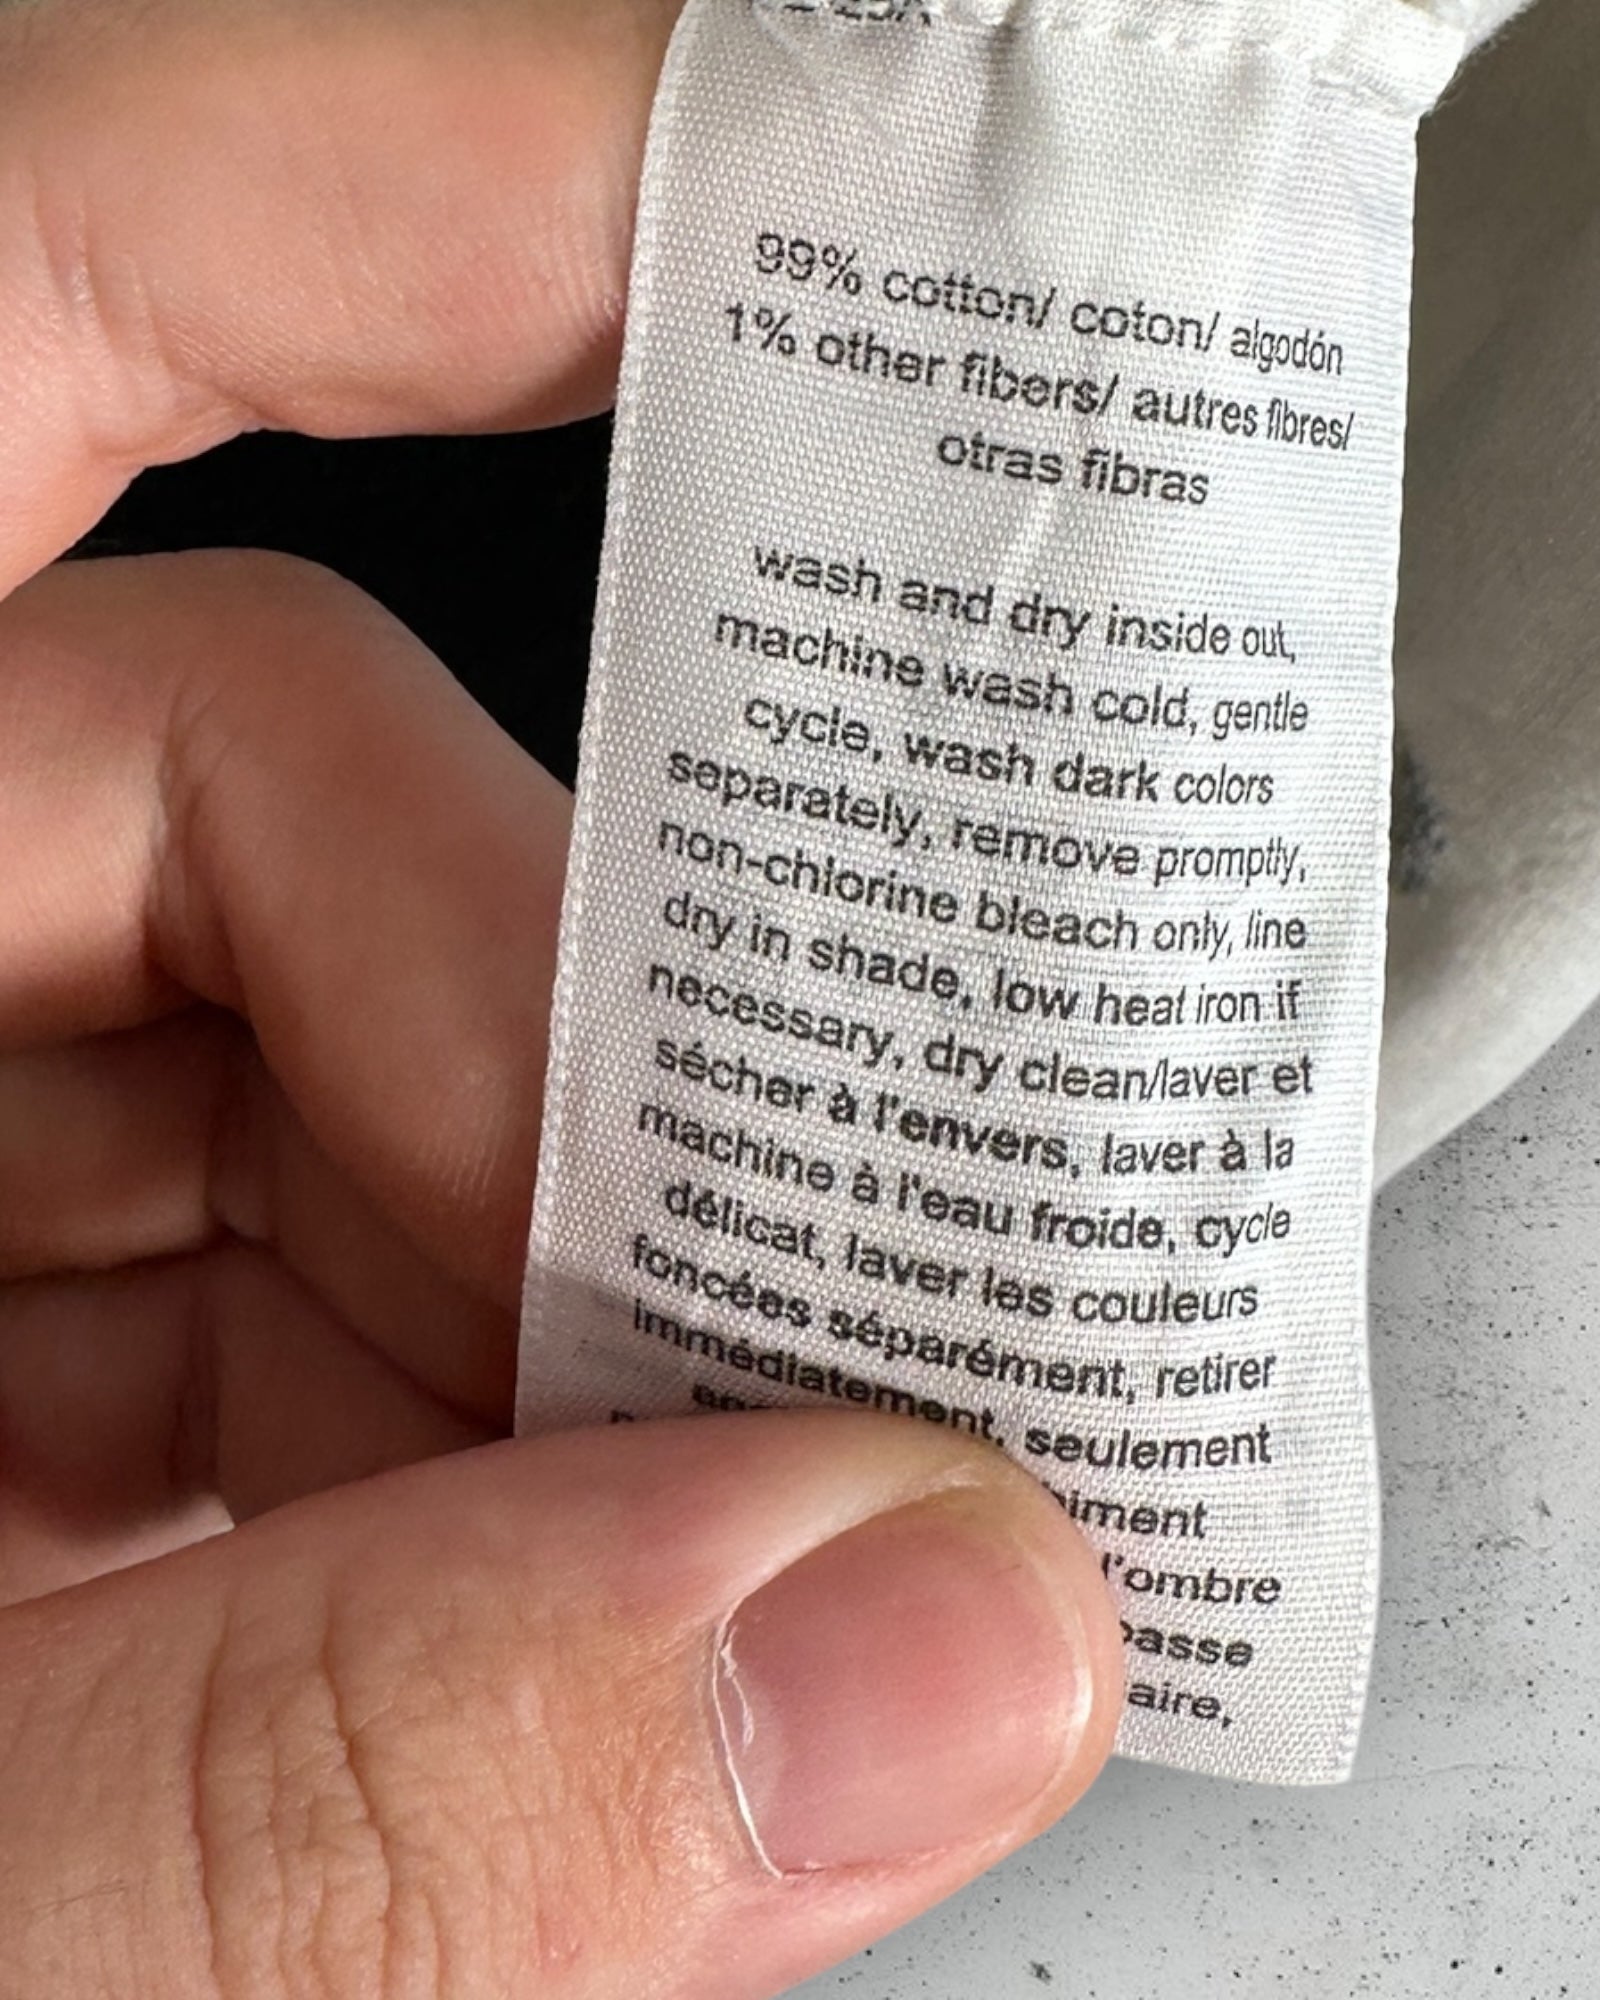 99% cotton/ coton/ algodón
1% other fibers/ autres fibres/
otras fibras
wash and dry inside out,
machine wash cold, gentle
cycle, wash dark colors
separately, remove promptly,
non-chlorine bleach only, line
dry in shade, low heat iron if
necessary, dry clean/laver et
sécher à l'envers, laver à la
machine à l'eau froide, cycle
délicat, laver les couleurs
foncées séparément, retirer
immédiatement, seulement
l'ombre